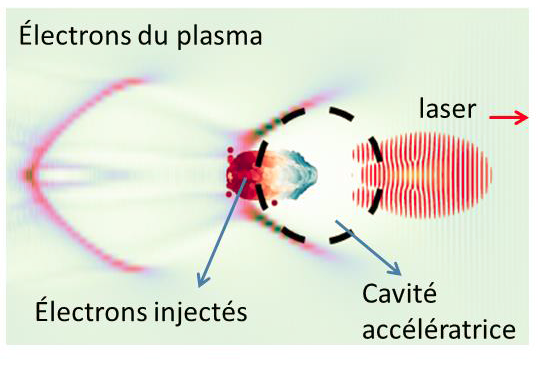 Électrons du plasma
laser
Électrons injectés
Cavité
accélératrice